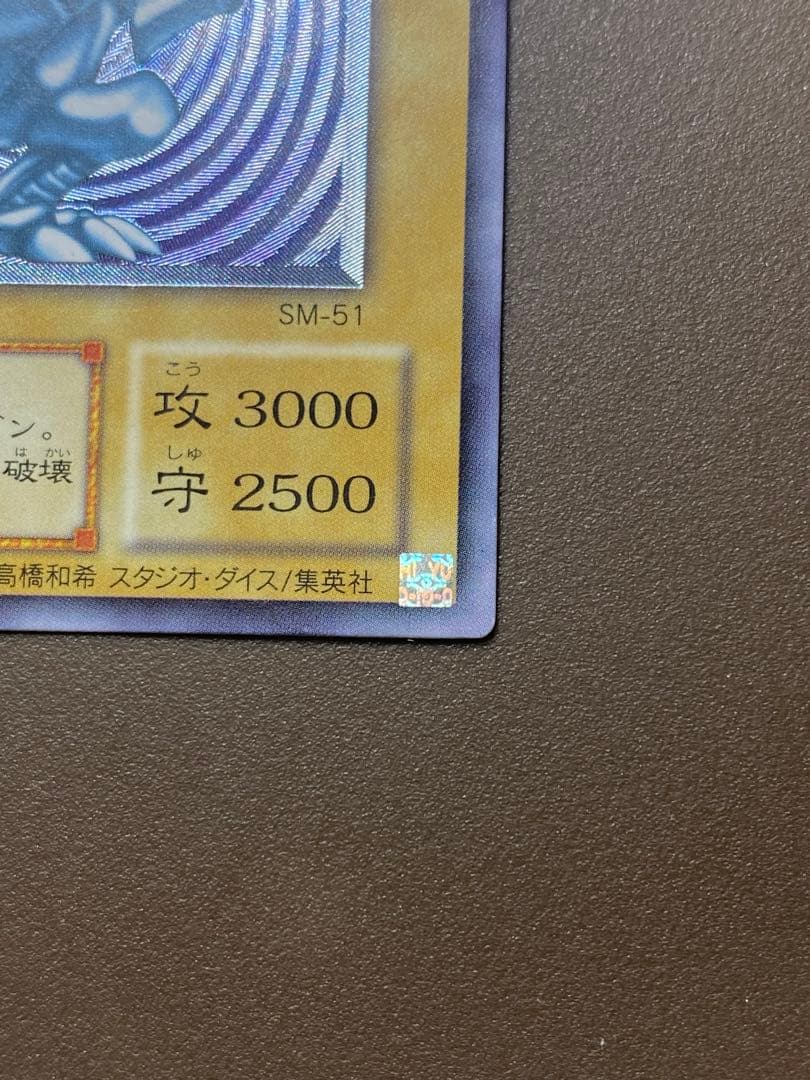 SM-51
こう
攻 3000
しゅ
守 2500
ン。
は かい
破壊
高橋和希 スタジオ・ダイス/集英社